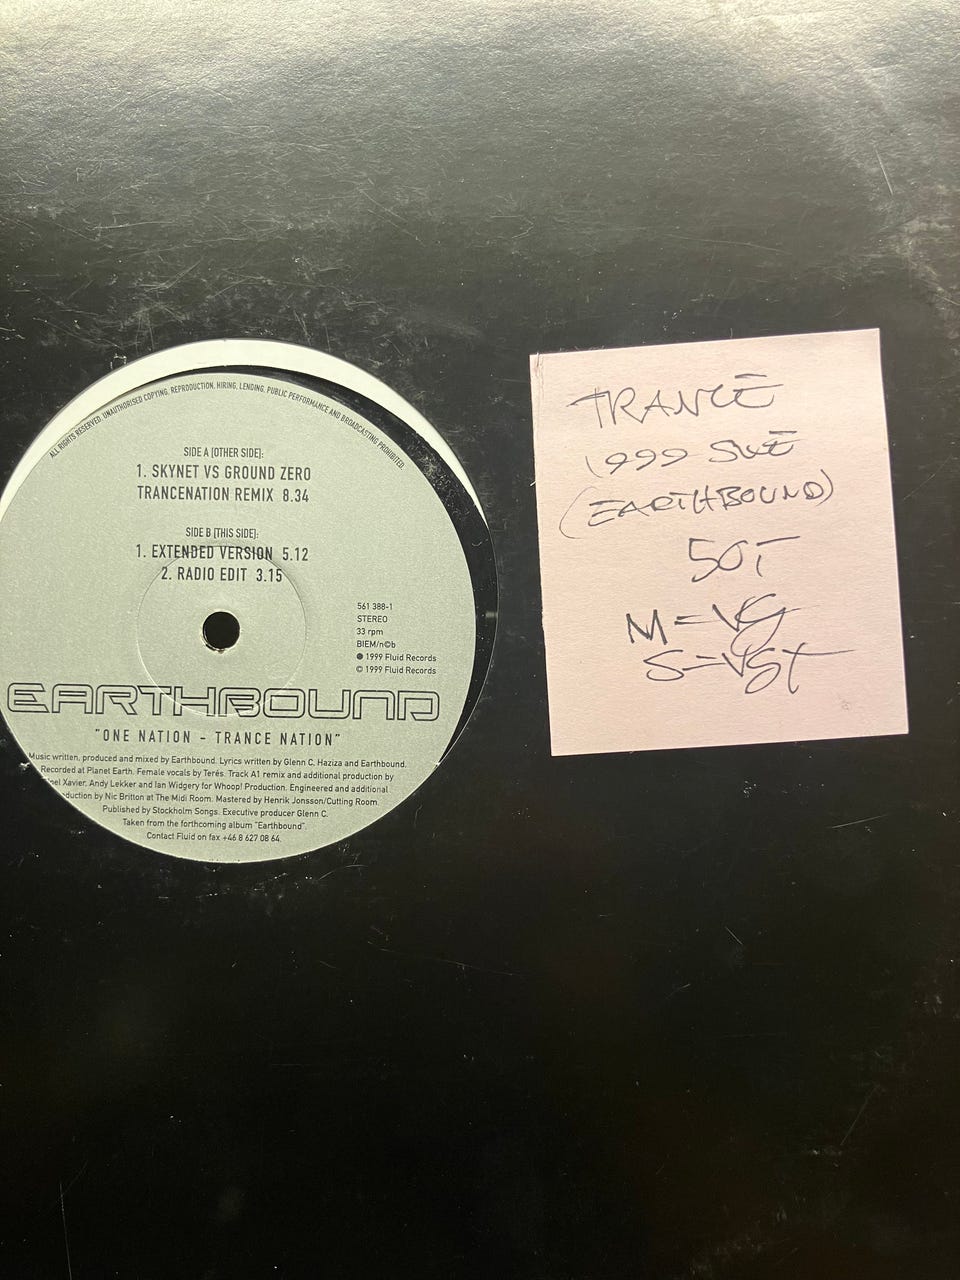 ALL RIGHTS RESERVED. UNAUTHORISED COPYING, REPRODUCTION, HIRING, LENDING, PUBLIC PERFORMANCE AND BROADCASTING PROHIBITED.
SIDE A [OTHER SIDE]:
1. SKYNET VS GROUND ZERO
TRANCENATION REMIX 8.34
SIDE B [THIS SIDE]:
1. EXTENDED VERSION 5.12
2. RADIO EDIT 3.15
561 388-1
STEREO
33 rpm
BIEM/n©b
℗ 1999 Fluid Records
© 1999 Fluid Records
EARTHBOUND
"ONE NATION - TRANCE NATION"
Music written, produced and mixed by Earthbound. Lyrics written by Glenn C. Haziza and Earthbound.
Recorded at Planet Earth. Female vocals by Terés. Track A1 remix and additional production by
Xavier, Andy Lekker and Ian Widgery for Whoop! Production. Engineered and additional
by Nic Britton at The Midi Room. Mastered by Henrik Jonsson/Cutting Room.
Published by Stockholm Songs. Executive producer Glenn C.
Taken from the forthcoming album "Earthbound".
Contact Fluid on fax +46 8 627 08 64.
TRANCE
1999 SWE
(EARTHBOUND)
50:-
M=VG
S=VG+